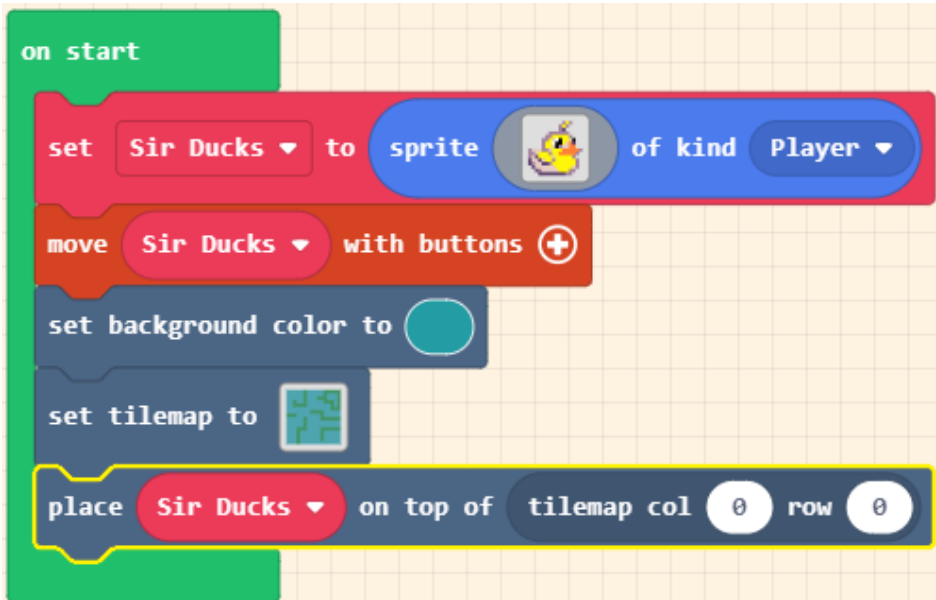 on start
set Sir Ducks to sprite of kind Player
move Sir Ducks with buttons
set background color to
set tilemap to
place Sir Ducks on top of tilemap col 0 row 0